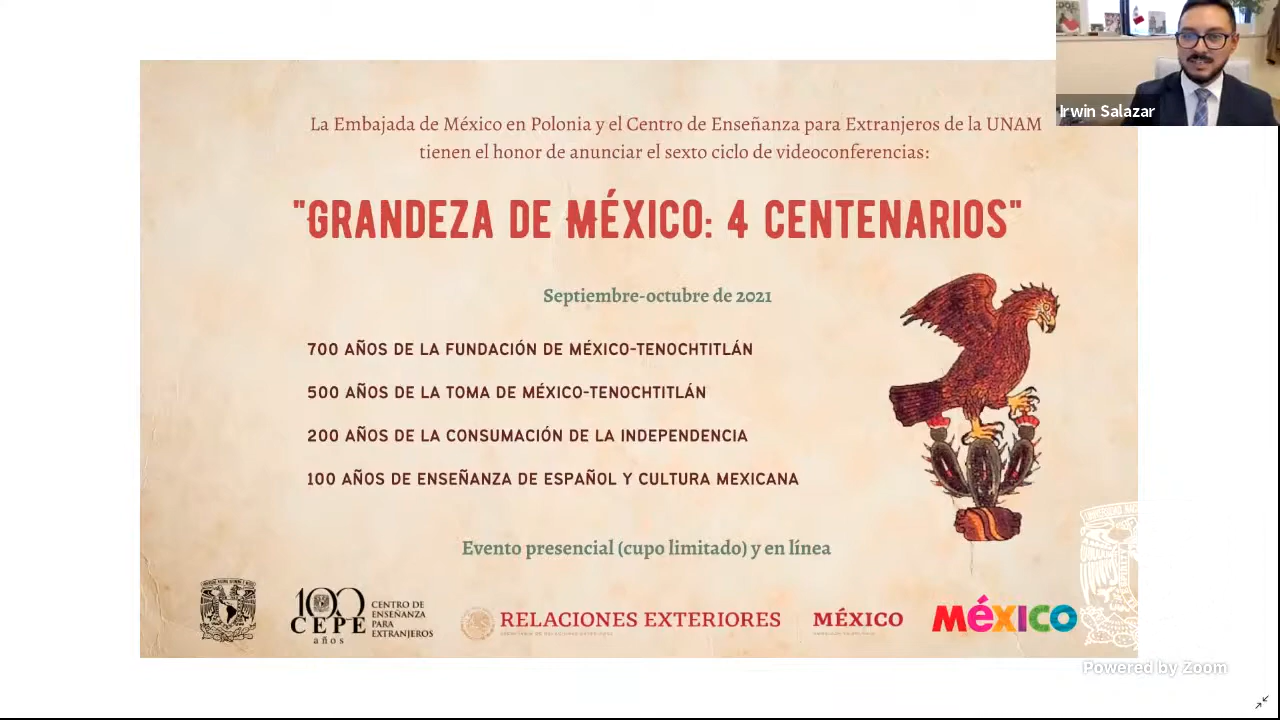 Irwin Salazar
La Embajada de México en Polonia y el Centro de Enseñanza para Extranjeros de la UNAM
tienen el honor de anunciar el sexto ciclo de videoconferencias:
"GRANDEZA DE MÉXICO: 4 CENTENARIOS"
Septiembre-octubre de 2021
700 AÑOS DE LA FUNDACIÓN DE MÉXICO-TENOCHTITLÁN
500 AÑOS DE LA TOMA DE MÉXICO-TENOCHTITLÁN
200 AÑOS DE LA CONSUMACIÓN DE LA INDEPENDENCIA
100 AÑOS DE ENSEÑANZA DE ESPAÑOL Y CULTURA MEXICANA
Evento presencial (cupo limitado) y en línea
100
CEPE
años
CENTRO DE
ENSEÑANZA
PARA
EXTRANJEROS
RELACIONES EXTERIORES
SECRETARÍA DE RELACIONES EXTERIORES
MÉXICO
MéxICO
Powered by Zoom